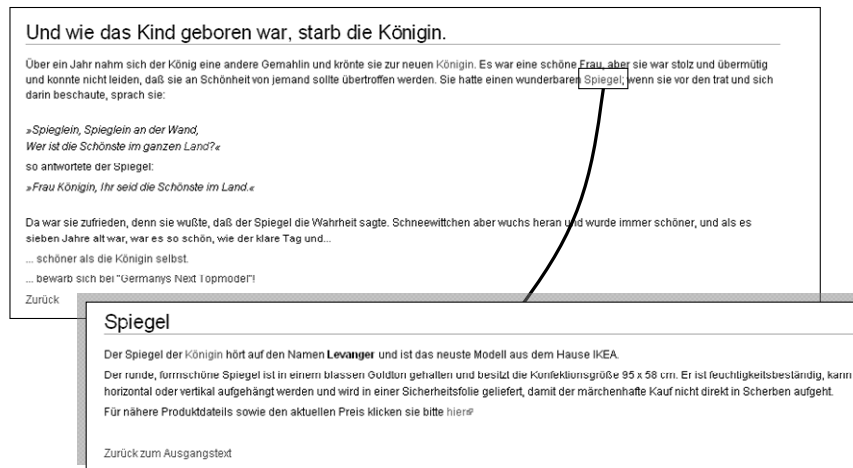 Und wie das Kind geboren war, starb die Königin.
Über ein Jahr nahm sich der König eine andere Gemahlin und krönte sie zur neuen Königin. Es war eine schöne Frau, aber sie war stolz und übermütig
und konnte nicht leiden, daß sie an Schönheit von jemand sollte übertroffen werden. Sie hatte einen wunderbaren Spiegel; wenn sie vor den trat und sich
darin beschaute, sprach sie:
»Spieglein, Spieglein an der Wand,
Wer ist die Schönste im ganzen Land?«
so antwortete der Spiegel:
»Frau Königin, Ihr seid die Schönste im Land.«
Da war sie zufrieden, denn sie wußte, daß der Spiegel die Wahrheit sagte. Schneewittchen aber wuchs heran und wurde immer schöner, und als es
sieben Jahre alt war, war es so schön, wie der klare Tag und...
... schöner als die Königin selbst.
... bewarb sich bei "Germanys Next Topmodel"!
Zurück
Spiegel
Der Spiegel der Königin hört auf den Namen Levanger und ist das neuste Modell aus dem Hause IKEA.
Der runde, formschöne Spiegel ist in einem blassen Goldton gehalten und besitzt die Konfektionsgröße 95 x 58 cm. Er ist feuchtigkeitsbeständig, kann
horizontal oder vertikal aufgehängt werden und wird in einer Sicherheitsfolie geliefert, damit der märchenhafte Kauf nicht direkt in Scherben aufgeht.
Für nähere Produktdateils sowie den aktuellen Preis klicken sie bitte hier
Zurück zum Ausgangstext